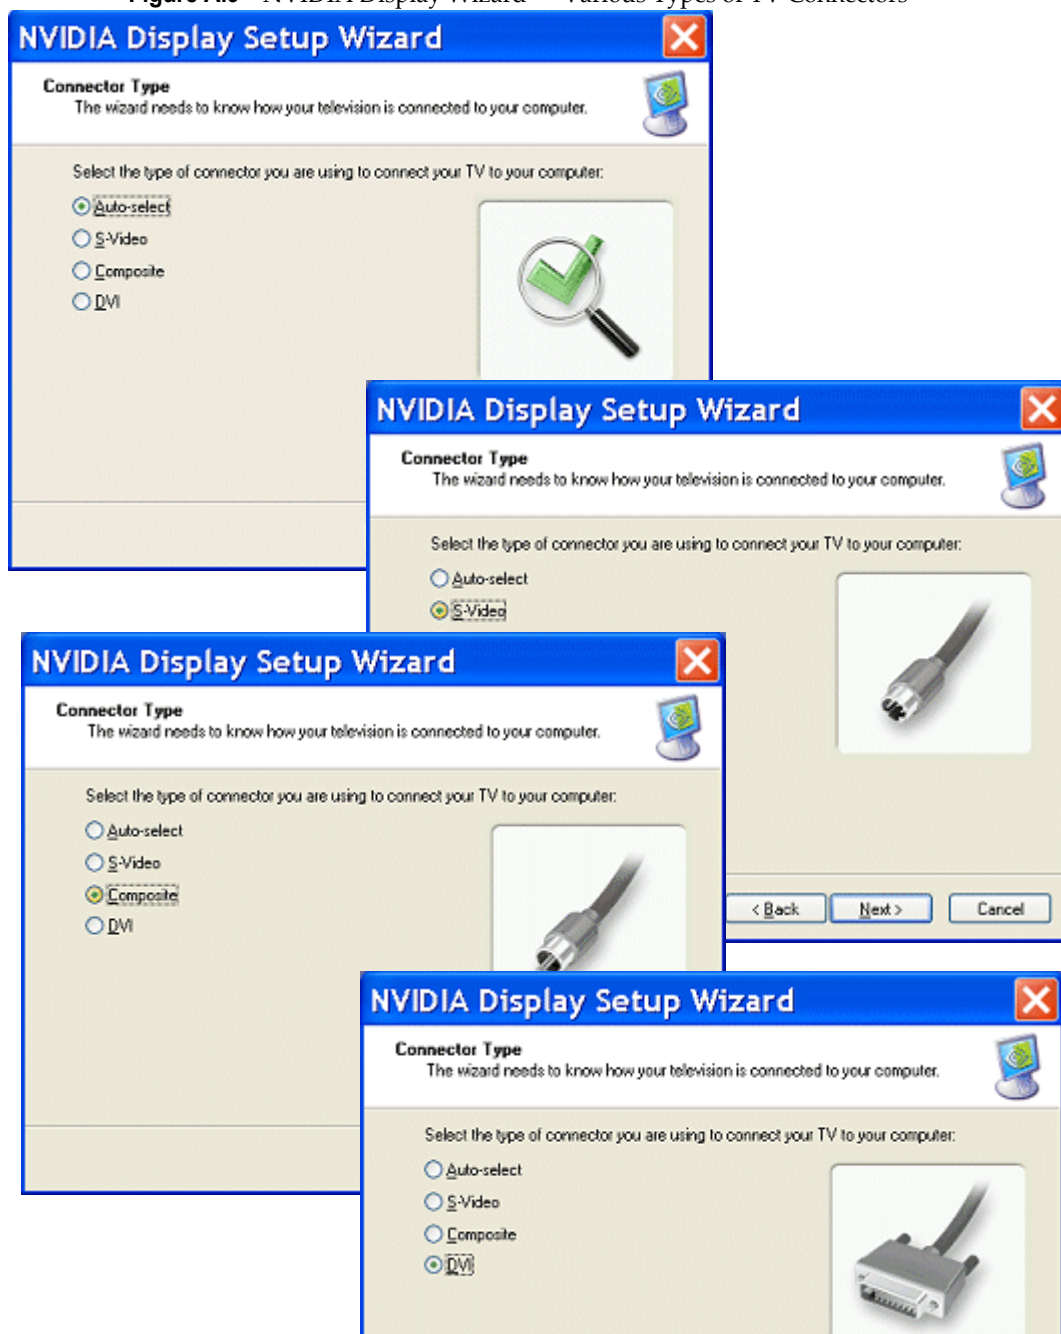 NVIDIA Display Wizard Various Types of TV Connectors
NVIDIA Display Setup Wizard
Connector Type
The wizard needs to know how your television is connected to your computer.
Select the type of connector you are using to connect your TV to your computer:
Auto-select
S-Video
Composite
DVI
NVIDIA Display Setup Wizard
Connector Type
The wizard needs to know how your television is connected to your computer.
Select the type of connector you are using to connect your TV to your computer:
Auto-select
S-Video
< Back Next > Cancel
NVIDIA Display Setup Wizard
Connector Type
The wizard needs to know how your television is connected to your computer.
Select the type of connector you are using to connect your TV to your computer:
Auto-select
S-Video
Composite
DVI
NVIDIA Display Setup Wizard
Connector Type
The wizard needs to know how your television is connected to your computer.
Select the type of connector you are using to connect your TV to your computer:
Auto-select
S-Video
Composite
DVI